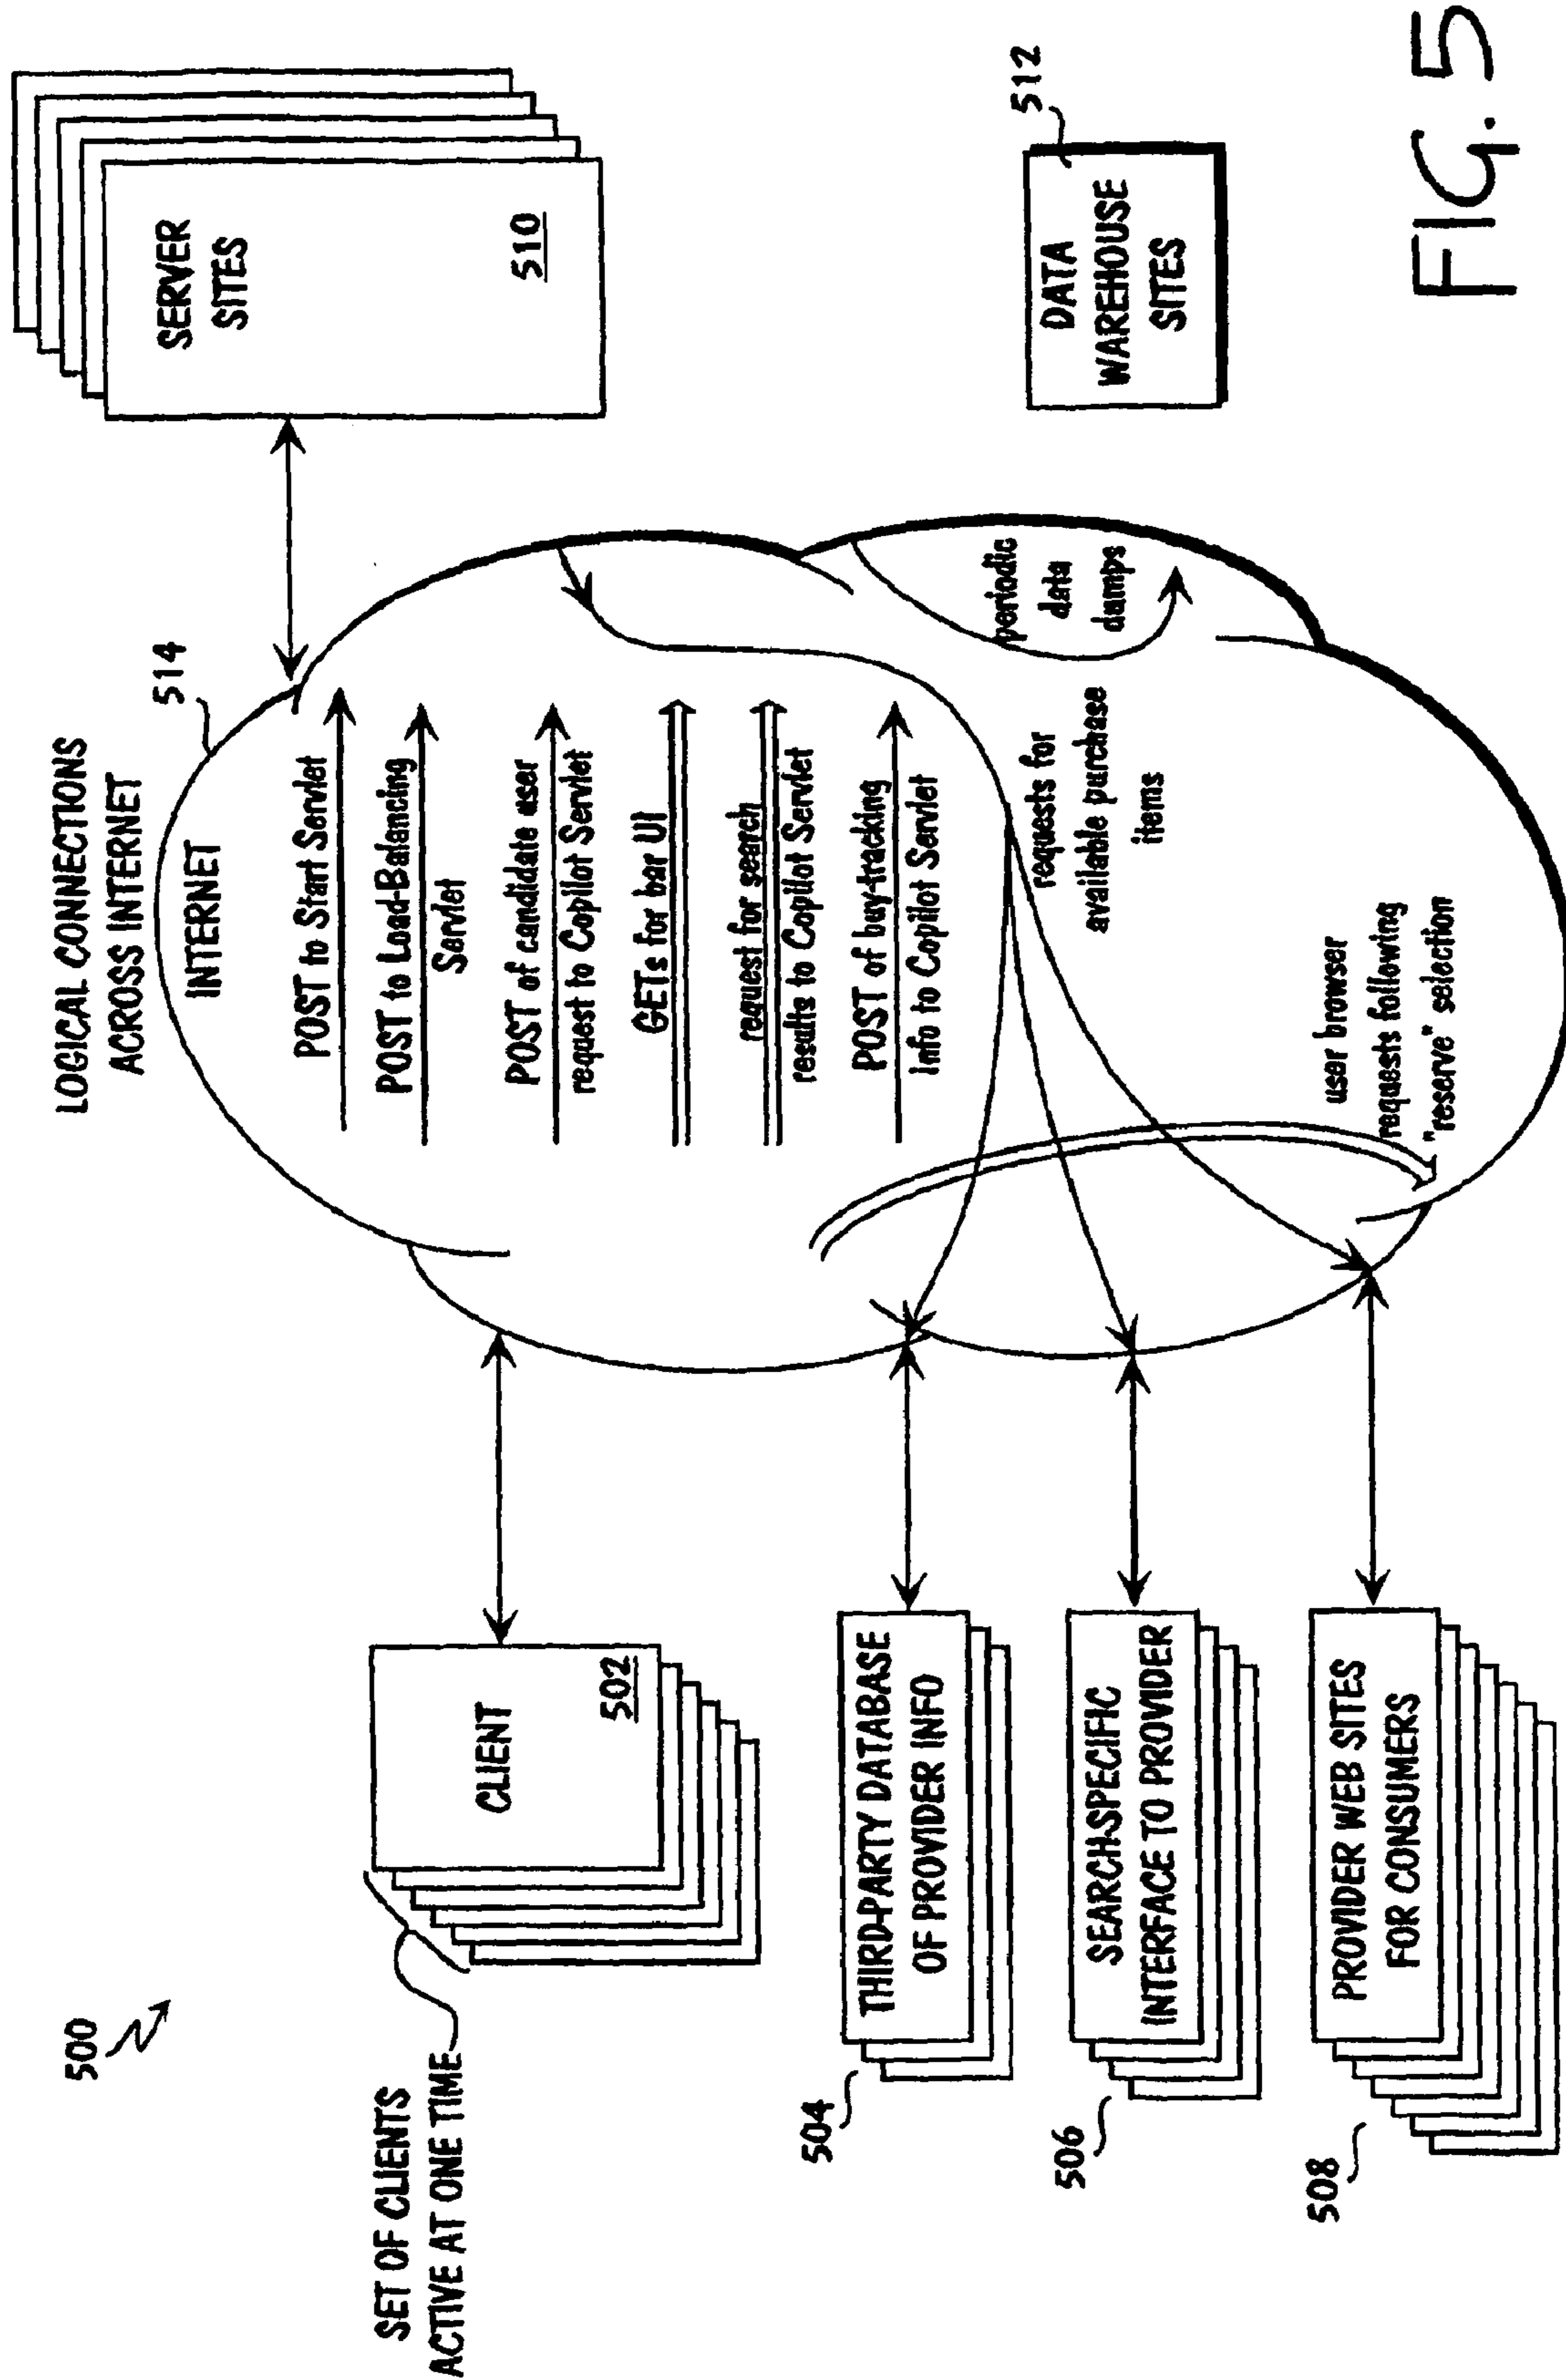 500
LOGICAL CONNECTIONS
ACROSS INTERNET
514
INTERNET
SET OF CLIENTS
ACTIVE AT ONE TIME
CLIENT
502
SERVER
SITES
510
POST to Start Servlet
POST to Load-Balancing
Servlet
POST of candidate user
request to Copilot Servlet
GETs for bar UI
request for search
results to Copilot Servlet
POST of buy-tracking
info to Copilot Servlet
504
THIRD-PARTY DATABASE
OF PROVIDER INFO
506
SEARCH-SPECIFIC
INTERFACE TO PROVIDER
508
PROVIDER WEB SITES
FOR CONSUMERS
requests for
available purchase
items
periodic
data
dumps
user browser
requests following
"reserve" selection
512
DATA
WAREHOUSE
SITES
FIG. 5